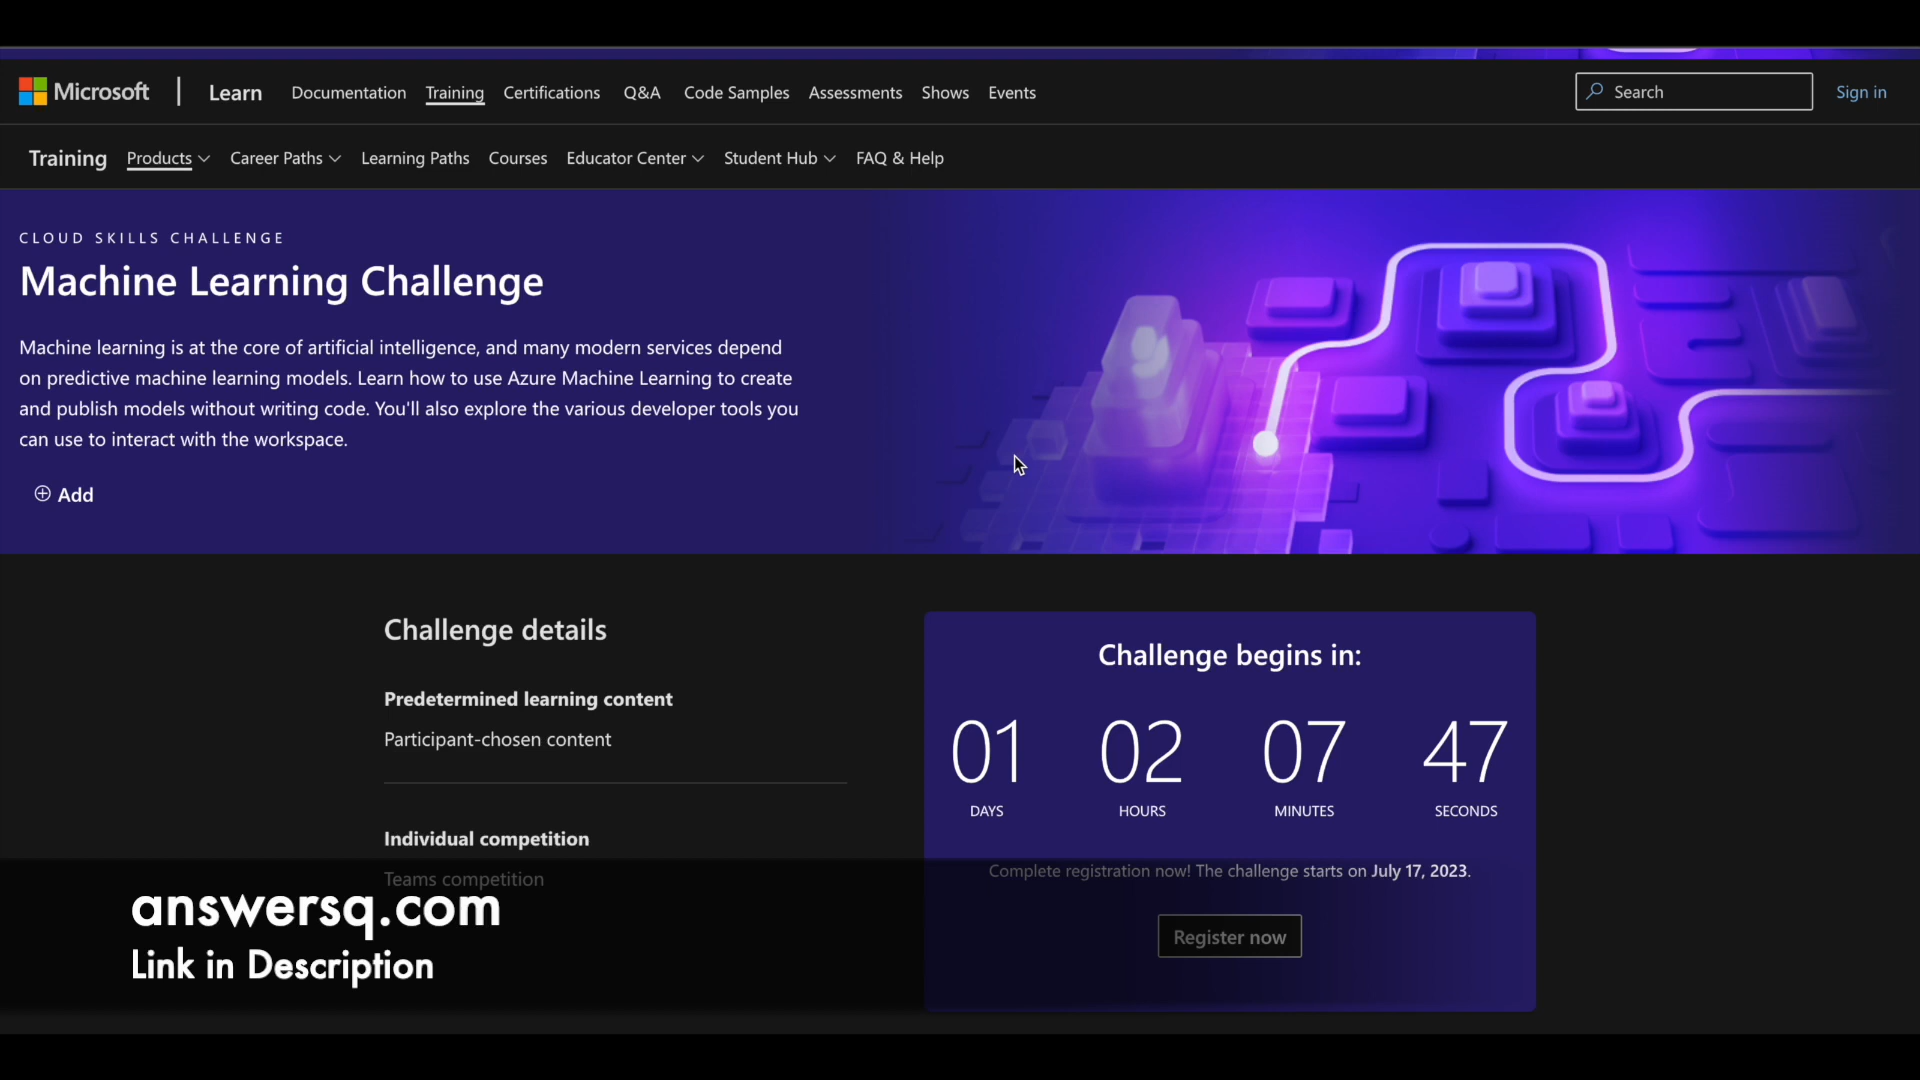 Microsoft
Learn Documentation Training Certifications Q&A Code Samples Assessments Shows Events
Search
Sign in
Training Products Career Paths Learning Paths Courses Educator Center Student Hub FAQ & Help
CLOUD SKILLS CHALLENGE
Machine Learning Challenge
Machine learning is at the core of artificial intelligence, and many modern services depend
on predictive machine learning models. Learn how to use Azure Machine Learning to create
and publish models without writing code. You'll also explore the various developer tools you
can use to interact with the workspace.
Add
Challenge details
Predetermined learning content
Participant-chosen content
Individual competition
Teams competition
Challenge begins in:
01 02 07 47
DAYS HOURS MINUTES SECONDS
Complete registration now! The challenge starts on July 17, 2023.
Register now
answersq.com
Link in Description